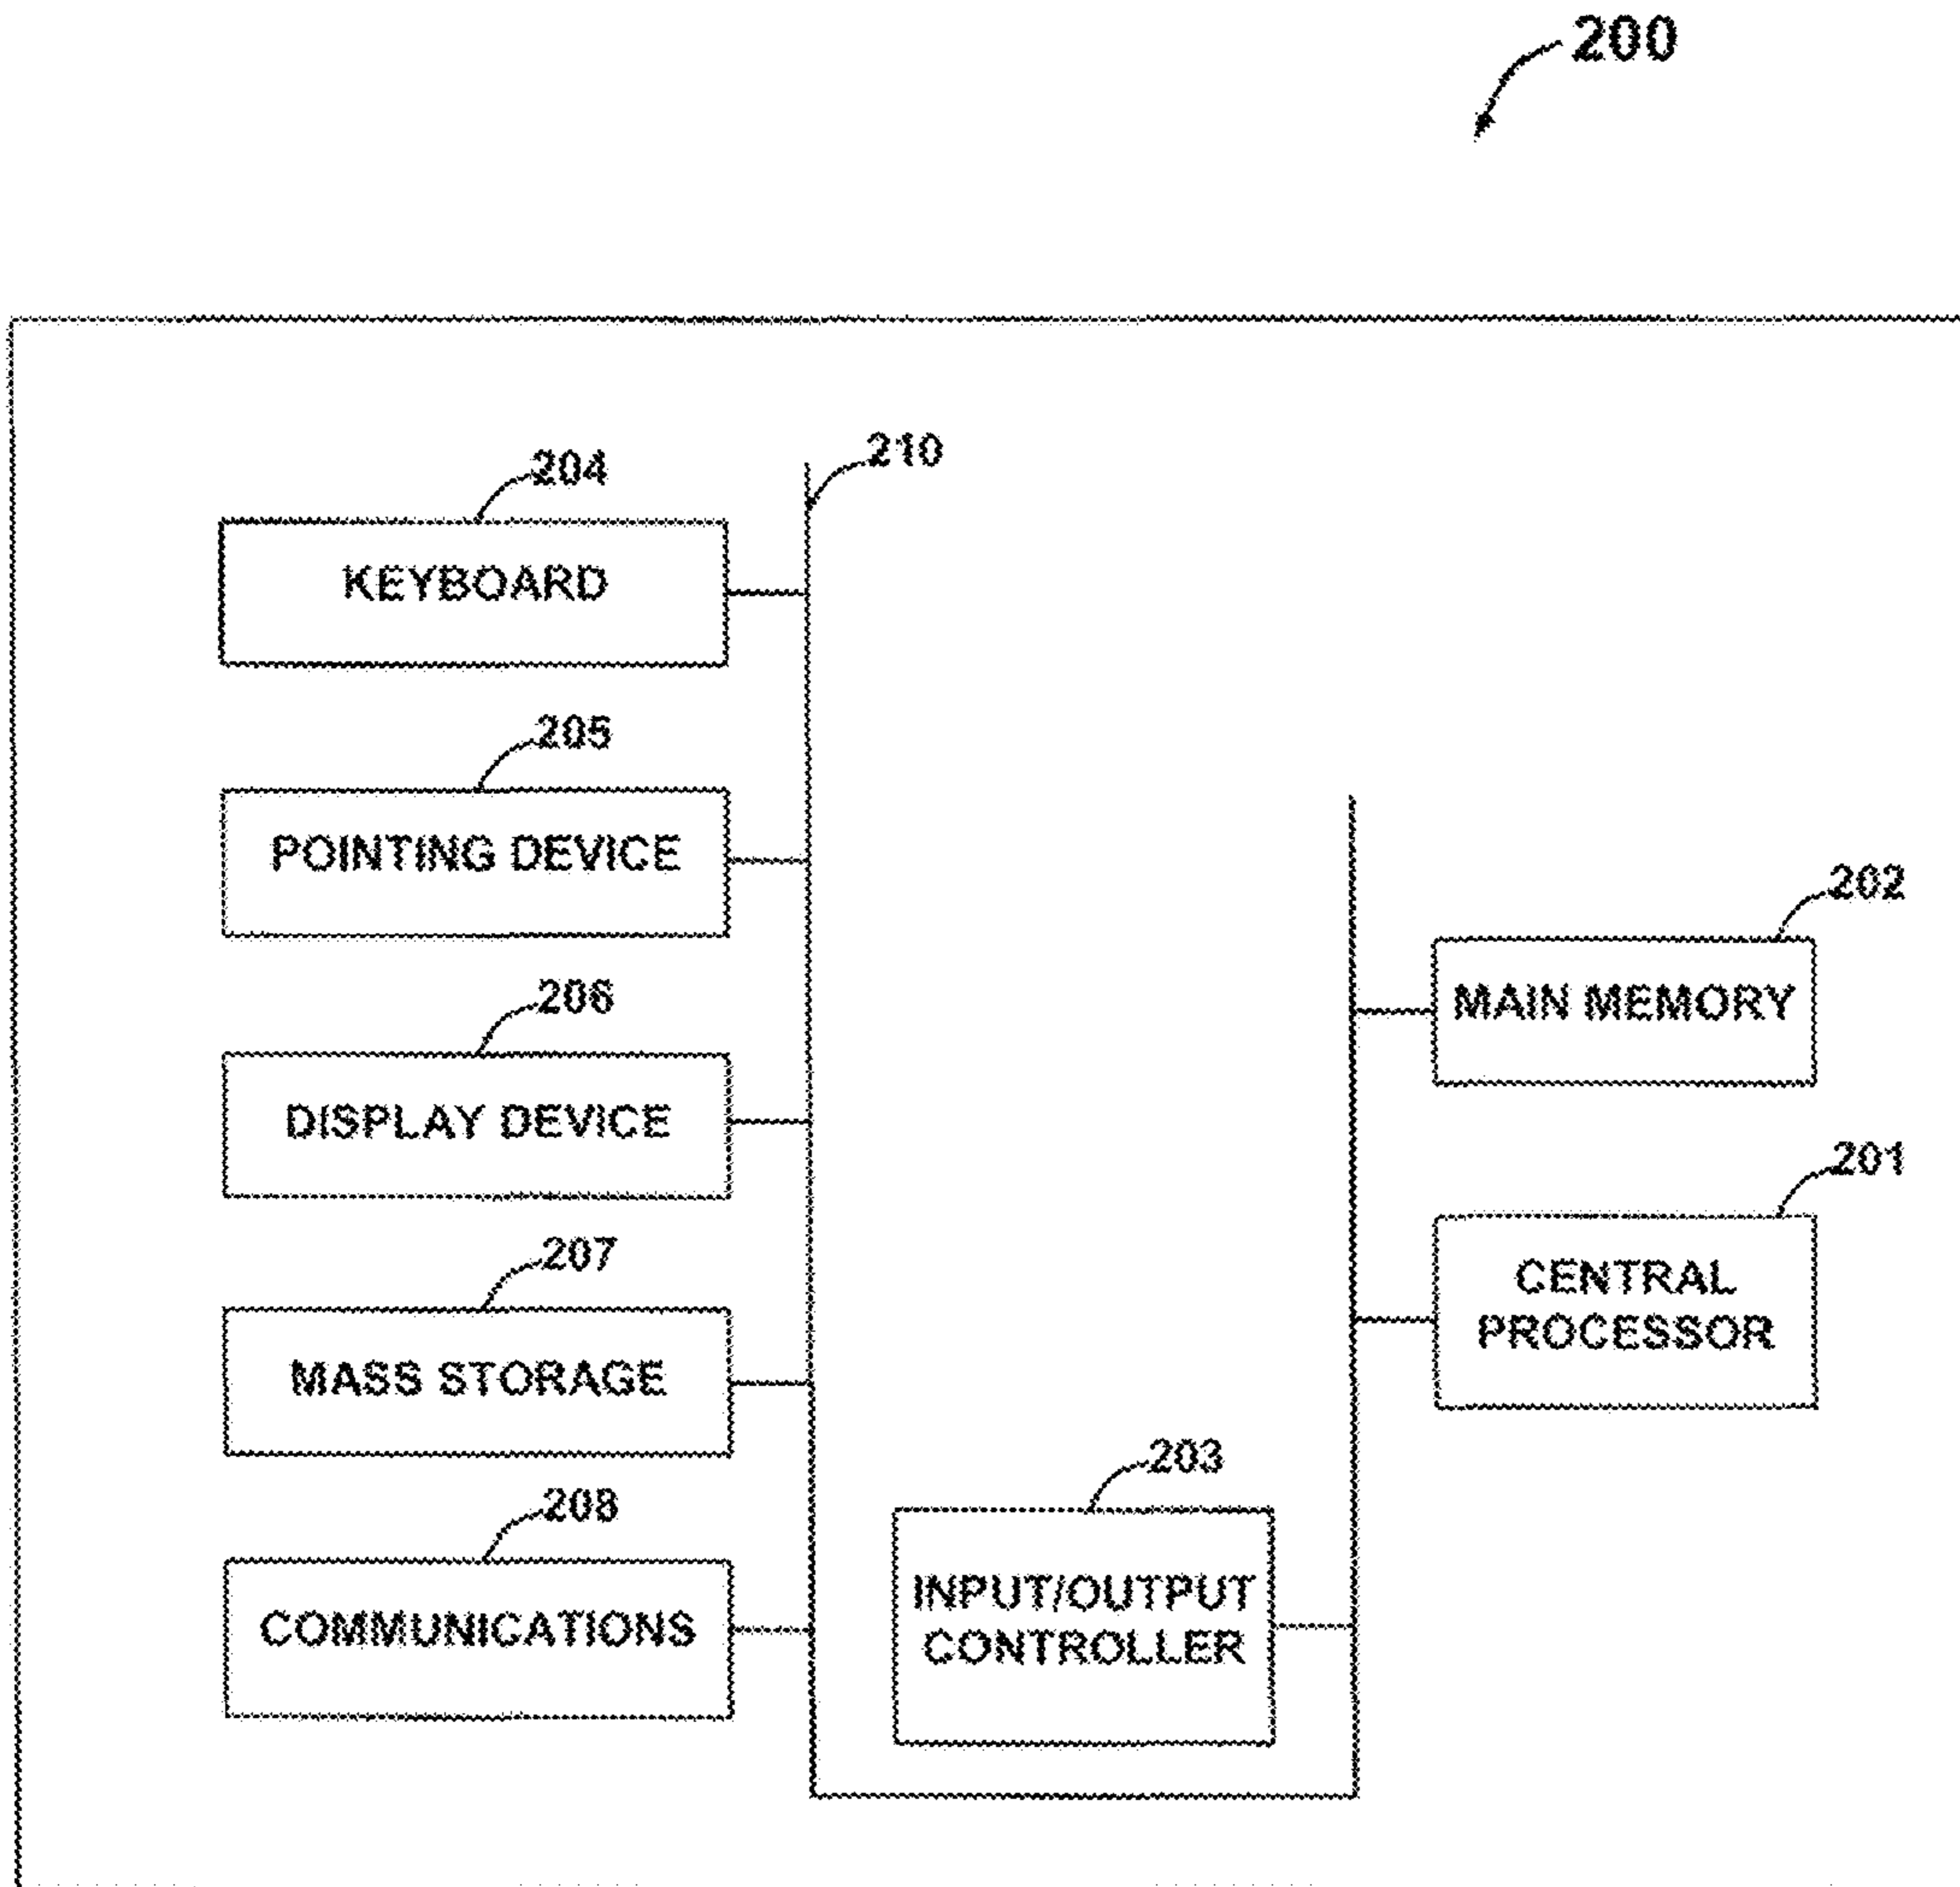 200
204
210
KEYBOARD
205
POINTING DEVICE
202
206
MAIN MEMORY
DISPLAY DEVICE
201
207
CENTRAL
PROCESSOR
MASS STORAGE
203
208
INPUT/OUTPUT
CONTROLLER
COMMUNICATIONS